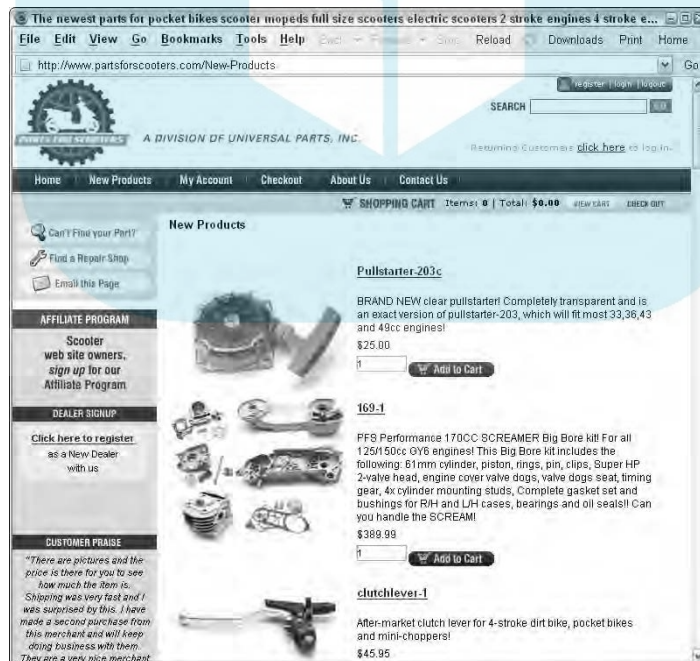 The newest parts for pocket bikes scooter mopeds full size scooters electric scooters 2 stroke engines 4 stroke e...
File Edit View Go Bookmarks Tools Help Reload Downloads Print Home
http://www.partsforscooters.com/New-Products Go
register | login | logout
SEARCH
PARTS FOR SCOOTERS
A DIVISION OF UNIVERSAL PARTS, INC.
Returning Customers click here to log in.
Home New Products My Account Checkout About Us Contact Us
SHOPPING CART Items: 0 | Total: $0.00 VIEW CART CHECK OUT
Can't Find your Part?
Find a Repair Shop
Email this Page
AFFILIATE PROGRAM
Scooter
web site owners,
sign up for our
Affiliate Program
DEALER SIGNUP
Click here to register
as a New Dealer
with us
CUSTOMER PRAISE
"There are pictures and the
price is there for you to see
how much the item is.
Shipping was very fast and I
was surprised by this. I have
made a second purchase from
this merchant and will keep
doing business with them.
They are a very nice merchant
New Products
Pullstarter-203c
BRAND NEW clear pullstarter! Completely transparent and is
an exact version of pullstarter-203, which will fit most 33,36,43
and 49cc engines!
$25.00
1 Add to Cart
169-1
PFS Performance 170CC SCREAMER Big Bore kit! For all
125/150cc GY6 engines! This Big Bore kit includes the
following: 61mm cylinder, piston, rings, pin, clips, Super HP
2-valve head, engine cover valve dogs, valve dogs seat, timing
gear, 4x cylinder mounting studs, Complete gasket set and
bushings for R/H and L/H cases, bearings and oil seals!! Can
you handle the SCREAM!
$389.99
1 Add to Cart
clutchlever-1
After-market clutch lever for 4-stroke dirt bike, pocket bikes
and mini-choppers!
$45.95